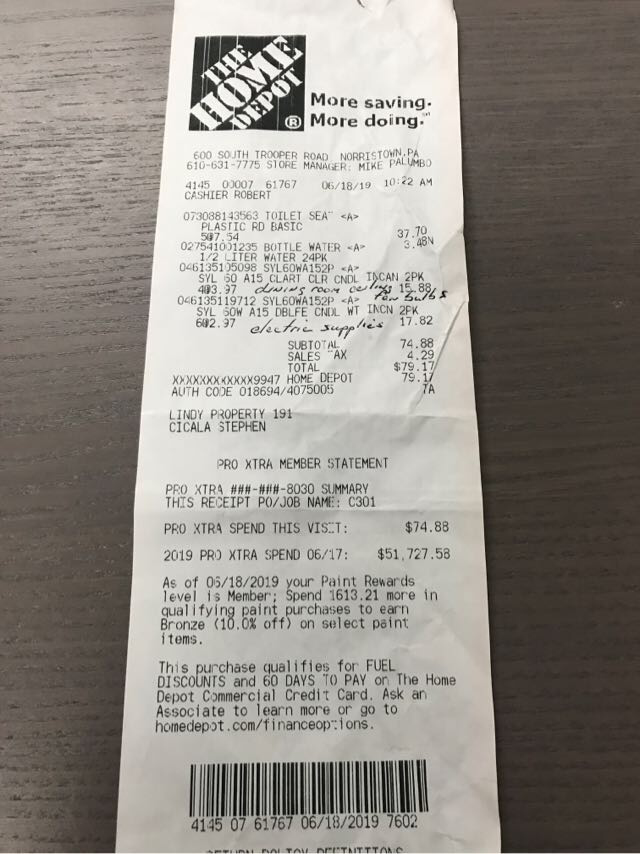 THE HOME DEPOT ®
More saving.
More doing.™
600 SOUTH TROOPER ROAD NORRISTOWN,PA
610-631-7775 STORE MANAGER: MIKE PALUMBO
4145 00007 61767 06/18/19 10:22 AM
CASHIER ROBERT
073088143563 TOILET SEAT <A>
PLASTIC RD BASIC
5@7.54 37.70
027541001235 BOTTLE WATER <A> 3.48N
1/2 LITER WATER 24PK
046135105098 SYL60WA152P <A>
SYL 60 A15 CLART CLR CNDL INCAN 2PK
4@3.97 dining room ceiling 15.88
046135119712 SYL60WA152P <A> fan bulbs
SYL 60W A15 DBLFE CNDL WT INCN 2PK
6@2.97 electric supplies 17.82
SUBTOTAL 74.88
SALES TAX 4.29
TOTAL $79.17
XXXXXXXXXXXX9947 HOME DEPOT 79.17
AUTH CODE 018694/4075005 TA
LINDY PROPERTY 191
CICALA STEPHEN
PRO XTRA MEMBER STATEMENT
PRO XTRA ###-###-8030 SUMMARY
THIS RECEIPT PO/JOB NAME: C301
PRO XTRA SPEND THIS VISIT: $74.88
2019 PRO XTRA SPEND 06/17: $51,727.58
As of 06/18/2019 your Paint Rewards
level is Member; Spend 1613.21 more in
qualifying paint purchases to earn
Bronze (10.0% off) on select paint
items.
This purchase qualifies for FUEL
DISCOUNTS and 60 DAYS TO PAY on The Home
Depot Commercial Credit Card. Ask an
Associate to learn more or go to
homedepot.com/financeoptions.
4145 07 61767 06/18/2019 7602
RETURN POLICY DEFINITIONS